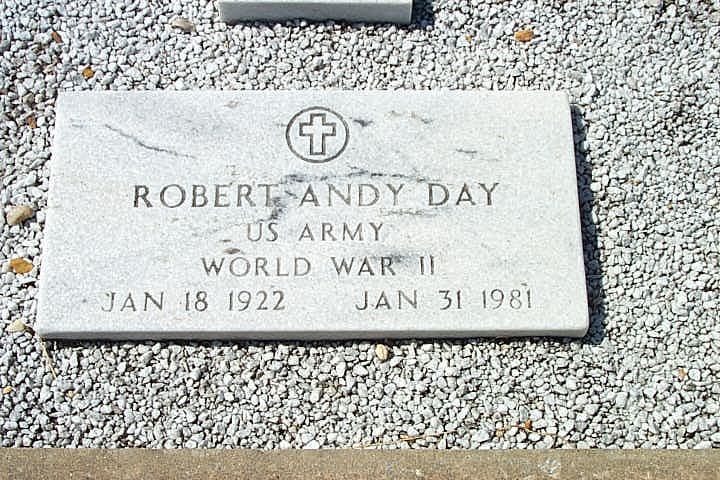 ROBERT ANDY DAY
US ARMY
WORLD WAR II
JAN 18 1922 JAN 31 1981